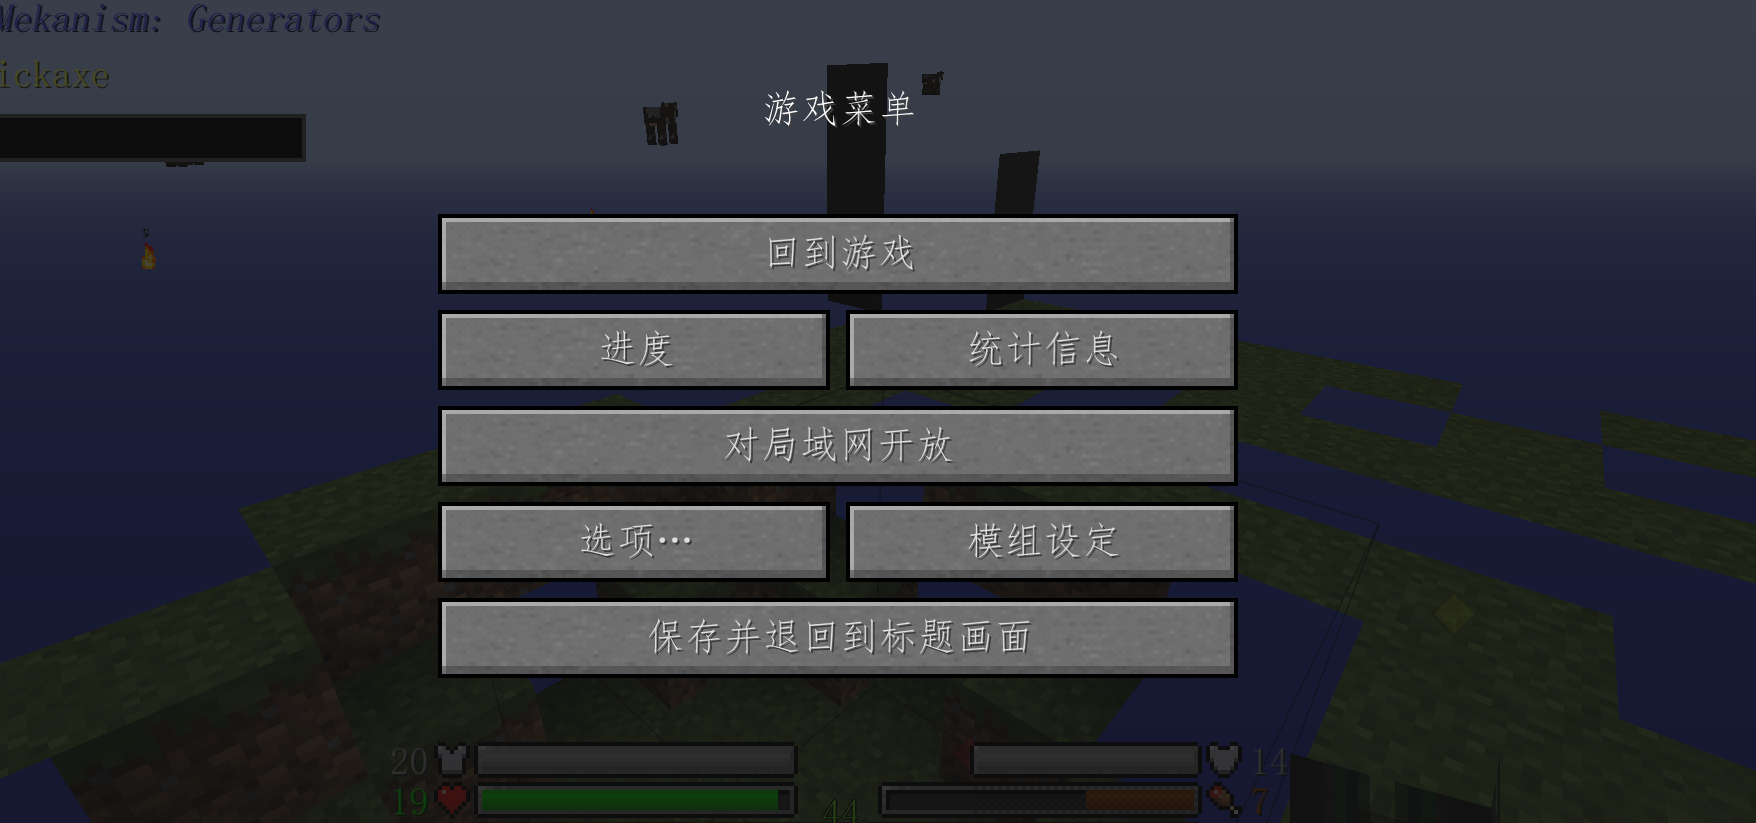 Mekanism: Generators
ickaxe
游戏菜单
回到游戏
进度
统计信息
对局域网开放
选项…
模组设定
保存并退回到标题画面
20
14
19
44
7